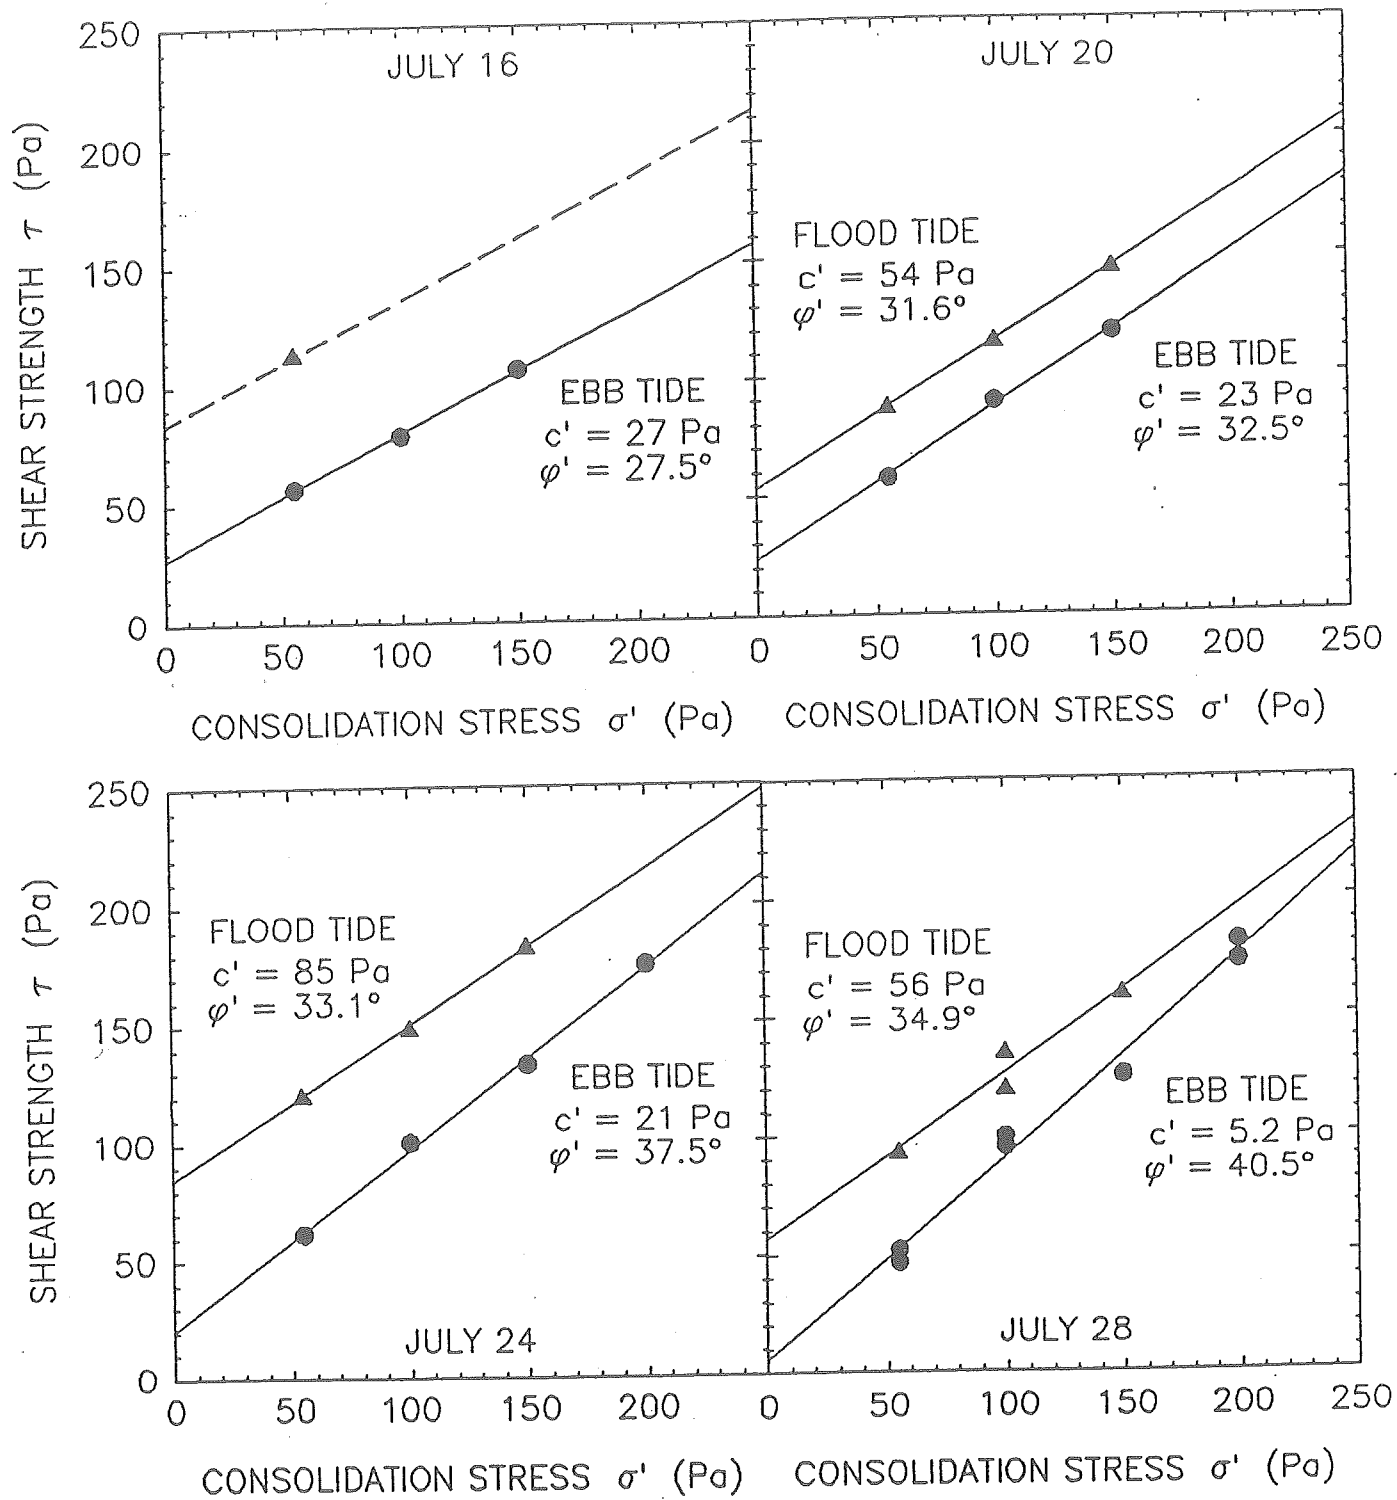 JULY 16
JULY 20
250
200
150
100
50
0
SHEAR STRENGTH τ (Pa)
EBB TIDE
c' = 27 Pa
φ' = 27.5°
FLOOD TIDE
c' = 54 Pa
φ' = 31.6°
EBB TIDE
c' = 23 Pa
φ' = 32.5°
0 50 100 150 200 0 50 100 150 200 250
CONSOLIDATION STRESS σ' (Pa) CONSOLIDATION STRESS σ' (Pa)
250
200
150
100
50
0
SHEAR STRENGTH τ (Pa)
FLOOD TIDE
c' = 85 Pa
φ' = 33.1°
EBB TIDE
c' = 21 Pa
φ' = 37.5°
JULY 24
FLOOD TIDE
c' = 56 Pa
φ' = 34.9°
EBB TIDE
c' = 5.2 Pa
φ' = 40.5°
JULY 28
0 50 100 150 200 0 50 100 150 200 250
CONSOLIDATION STRESS σ' (Pa) CONSOLIDATION STRESS σ' (Pa)